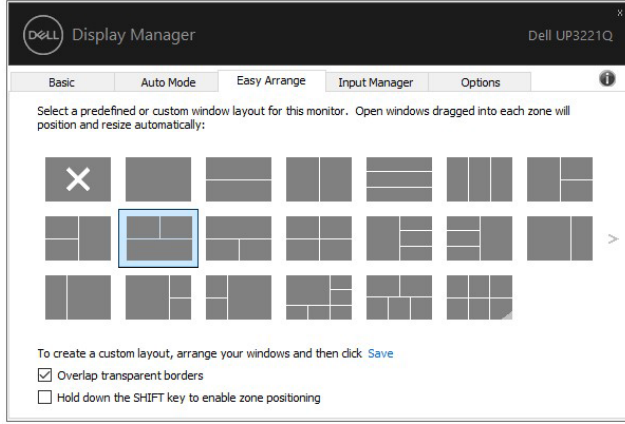 x
DELL Display Manager Dell UP3221Q
Basic Auto Mode Easy Arrange Input Manager Options
Select a predefined or custom window layout for this monitor. Open windows dragged into each zone will
position and resize automatically:
>
To create a custom layout, arrange your windows and then click Save
Overlap transparent borders
Hold down the SHIFT key to enable zone positioning